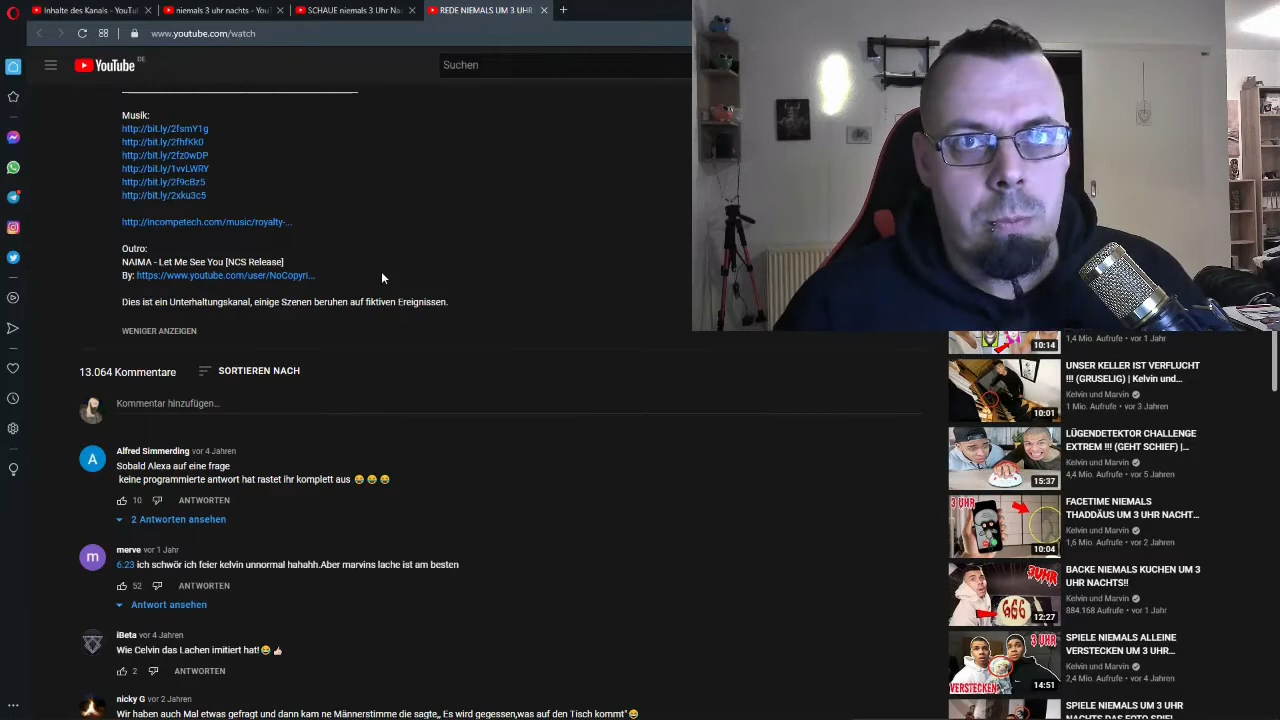 Inhalte des Kanals - YouTu
niemals 3 uhr nachts - YouT
SCHAUE niemals 3 Uhr Na
REDE NIEMALS UM 3 UHR
www.youtube.com/watch
YouTube DE
Suchen
Musik:
http://bit.ly/2fsmY1g
http://bit.ly/2fhfKk0
http://bit.ly/2fz0wDP
http://bit.ly/1vvLWRY
http://bit.ly/2f9cBz5
http://bit.ly/2xku3c5
http://incompetech.com/music/royalty-...
Outro:
NAIMA - Let Me See You [NCS Release]
By: https://www.youtube.com/user/NoCopyri...
Dies ist ein Unterhaltungskanal, einige Szenen beruhen auf fiktiven Ereignissen.
WENIGER ANZEIGEN
13.064 Kommentare
SORTIEREN NACH
Kommentar hinzufügen...
A
Alfred Simmerding vor 4 Jahren
Sobald Alexa auf eine frage
keine programmierte antwort hat rastet ihr komplett aus 😂 😂 😂
10 ANTWORTEN
2 Antworten ansehen
m
merve vor 1 Jahr
6:23 ich schwör ich feier kelvin unnormal hahahh.Aber marvins lache ist am besten
52 ANTWORTEN
Antwort ansehen
iBeta vor 4 Jahren
Wie Celvin das Lachen imitiert hat!😂👍🏻
2 ANTWORTEN
nicky G vor 2 Jahren
Wir haben auch Mal etwas gefragt und dann kam ne Männerstimme die sagte,, Es wird gegessen,was auf den Tisch kommt"😂
10:14
1,4 Mio. Aufrufe • vor 1 Jahr
10:01
UNSER KELLER IST VERFLUCHT
!!! (GRUSELIG) | Kelvin und...
Kelvin und Marvin
1 Mio. Aufrufe • vor 3 Jahren
15:37
LÜGENDETEKTOR CHALLENGE
EXTREM !!! (GEHT SCHIEF) |...
Kelvin und Marvin
4,4 Mio. Aufrufe • vor 5 Jahren
3 UHR
10:04
FACETIME NIEMALS
THADDÄUS UM 3 UHR NACHT...
Kelvin und Marvin
1,6 Mio. Aufrufe • vor 2 Jahren
3UHR
666
12:27
BACKE NIEMALS KUCHEN UM 3
UHR NACHTS!!
Kelvin und Marvin
884.168 Aufrufe • vor 1 Jahr
3 UHR
VERSTECKEN
14:51
SPIELE NIEMALS ALLEINE
VERSTECKEN UM 3 UHR...
Kelvin und Marvin
2,4 Mio. Aufrufe • vor 4 Jahren
SPIELE NIEMALS UM 3 UHR
NACHTS DAS FOTO SPIEL